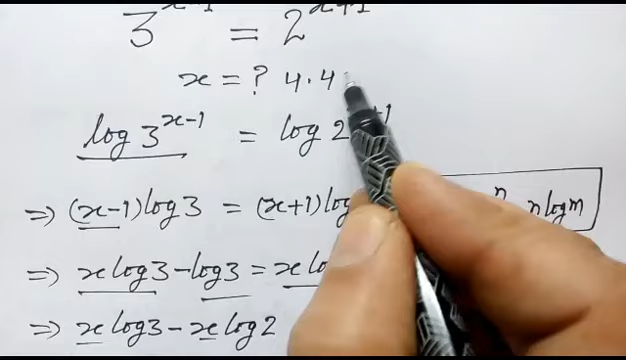 3^x-1 = 2^x+1
x = ? 4.4
log 3^x-1 = log 2
=> (x-1)log3 = (x+1)log
n nlogm
=> xlog3-log3 = xlo
=> xlog3-xlog2